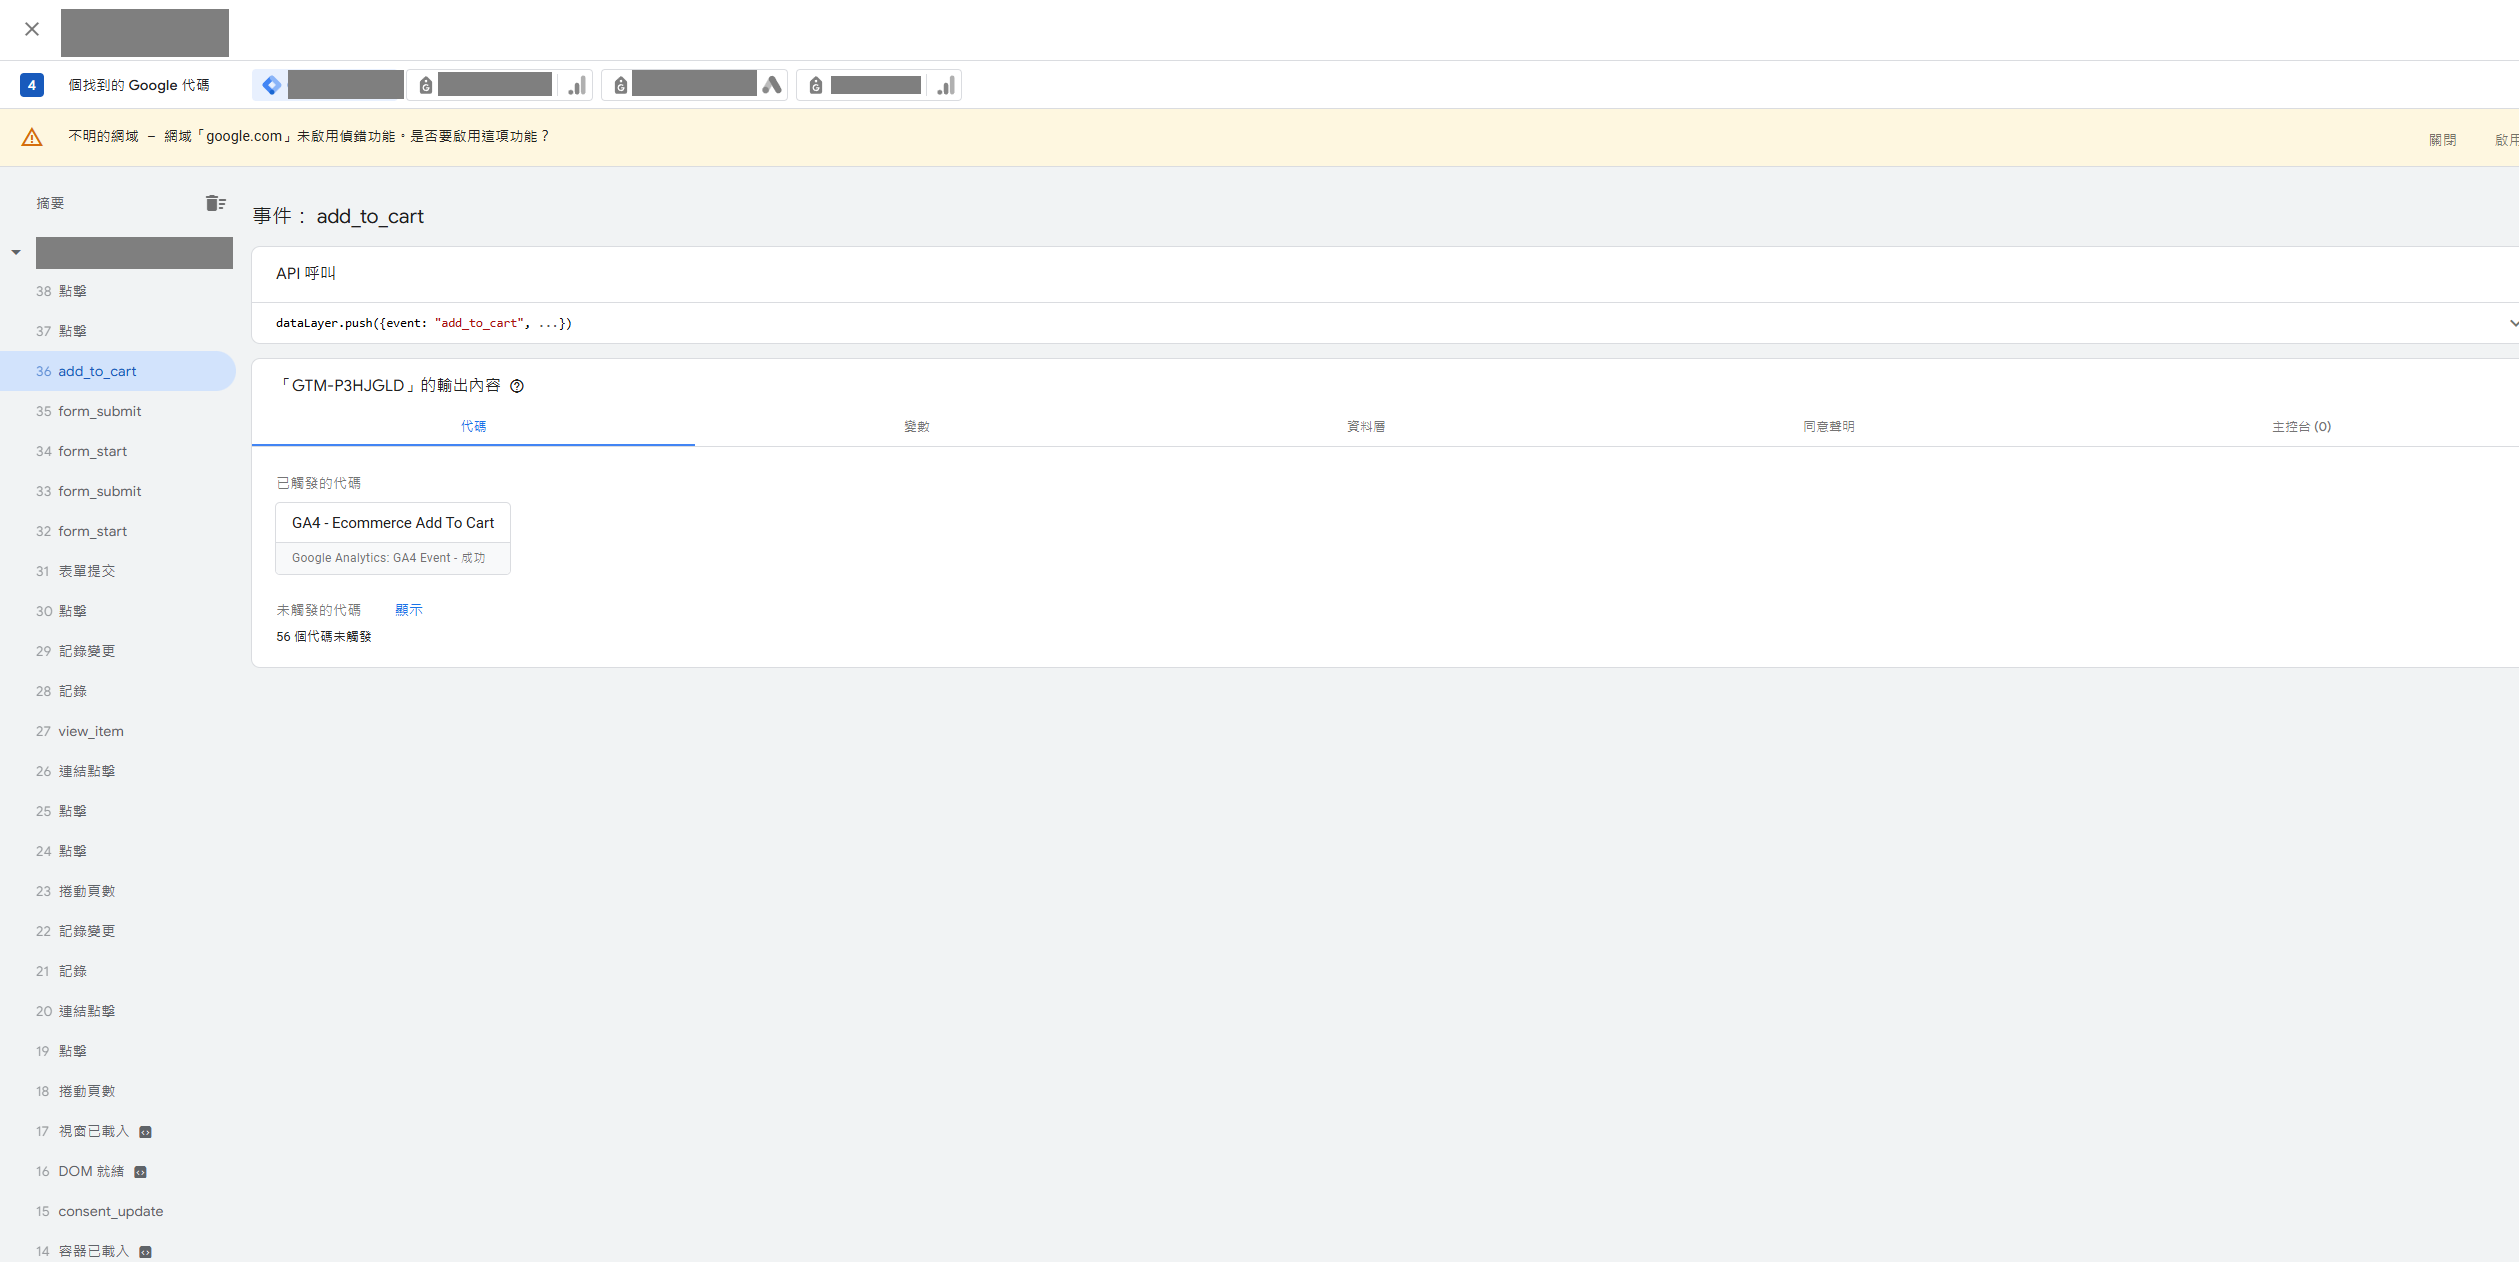 4 個找到的 Google 代碼
不明的網域 – 網域「google.com」未啟用偵錯功能。是否要啟用這項功能？
關閉
啟用
摘要
38 點擊
37 點擊
36 add_to_cart
35 form_submit
34 form_start
33 form_submit
32 form_start
31 表單提交
30 點擊
29 記錄變更
28 記錄
27 view_item
26 連結點擊
25 點擊
24 點擊
23 捲動頁數
22 記錄變更
21 記錄
20 連結點擊
19 點擊
18 捲動頁數
17 視窗已載入
16 DOM 就緒
15 consent_update
14 容器已載入
事件： add_to_cart
API 呼叫
dataLayer.push({event: "add_to_cart", ...})
「GTM-P3HJGLD」的輸出內容
代碼
變數
資料層
同意聲明
主控台 (0)
已觸發的代碼
GA4 - Ecommerce Add To Cart
Google Analytics: GA4 Event - 成功
未觸發的代碼 顯示
56 個代碼未觸發